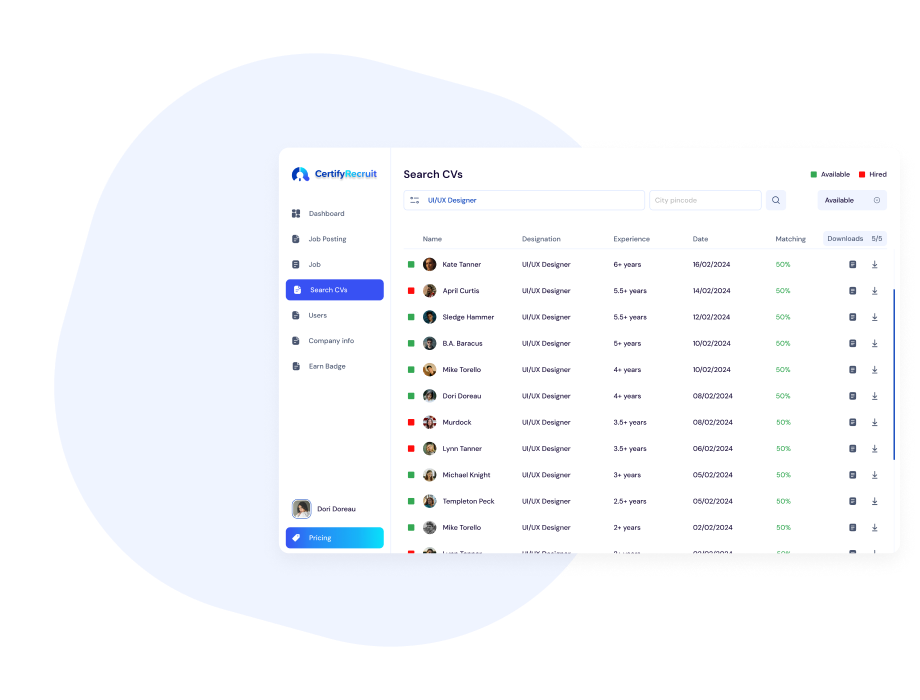 CertifyRecruit
Dashboard
Job Posting
Job
Search CVs
Users
Company info
Earn Badge
Dori Doreau
Pricing
Search CVs
Available
Hired
UI/UX Designer
City pincode
Available
Name Designation Experience Date Matching Downloads 5/5
Kate Tanner UI/UX Designer 6+ years 16/02/2024 50%
April Curtis UI/UX Designer 5.5+ years 14/02/2024 50%
Sledge Hammer UI/UX Designer 5.5+ years 12/02/2024 50%
B.A. Baracus UI/UX Designer 5+ years 10/02/2024 50%
Mike Torello UI/UX Designer 4+ years 10/02/2024 50%
Dori Doreau UI/UX Designer 4+ years 08/02/2024 50%
Murdock UI/UX Designer 3.5+ years 08/02/2024 50%
Lynn Tanner UI/UX Designer 3.5+ years 06/02/2024 50%
Michael Knight UI/UX Designer 3+ years 05/02/2024 50%
Templeton Peck UI/UX Designer 2.5+ years 05/02/2024 50%
Mike Torello UI/UX Designer 2+ years 02/02/2024 50%